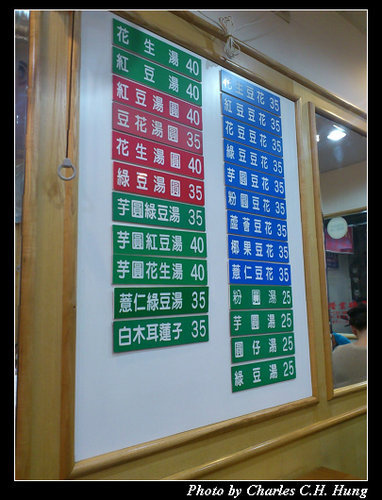 花生湯 40
紅豆湯 40
紅豆湯圓 40
豆花湯圓 35
花生湯圓 40
綠豆湯圓 35
芋圓綠豆湯 35
芋圓紅豆湯 40
芋圓花生湯 40
薏仁綠豆湯 35
白木耳蓮子 35
花生豆花 35
紅豆豆花 35
花豆豆花 35
綠豆豆花 35
芋圓豆花 35
粉圓豆花 35
蘆薈豆花 35
椰果豆花 35
薏仁豆花 35
粉圓湯 25
芋圓湯 25
圓仔湯 25
綠豆湯 25
Photo by Charles C.H. Hung